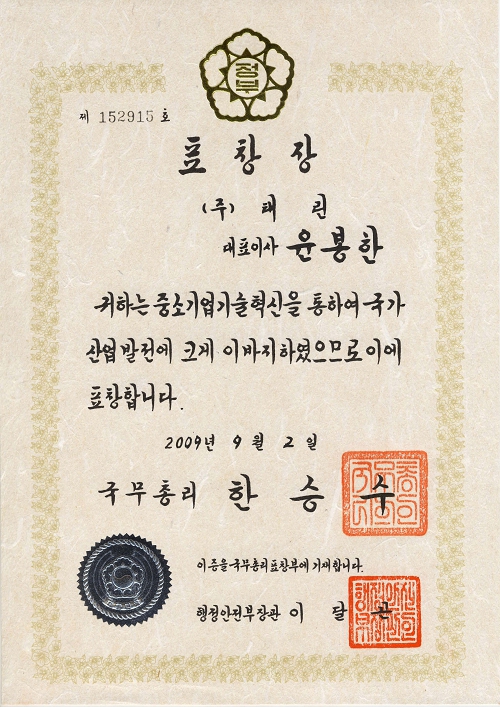 정부
제 152915 호
표 창 장
(주) 태 린
대표이사 윤봉한
귀하는 중소기업기술혁신을 통하여 국가
산업발전에 크게 이바지하였으므로 이에
표창합니다.
2009년 9월 2일
국무총리 한 승 수
이 증을 국무총리표창부에 기재합니다.
행정안전부장관 이 달 곤